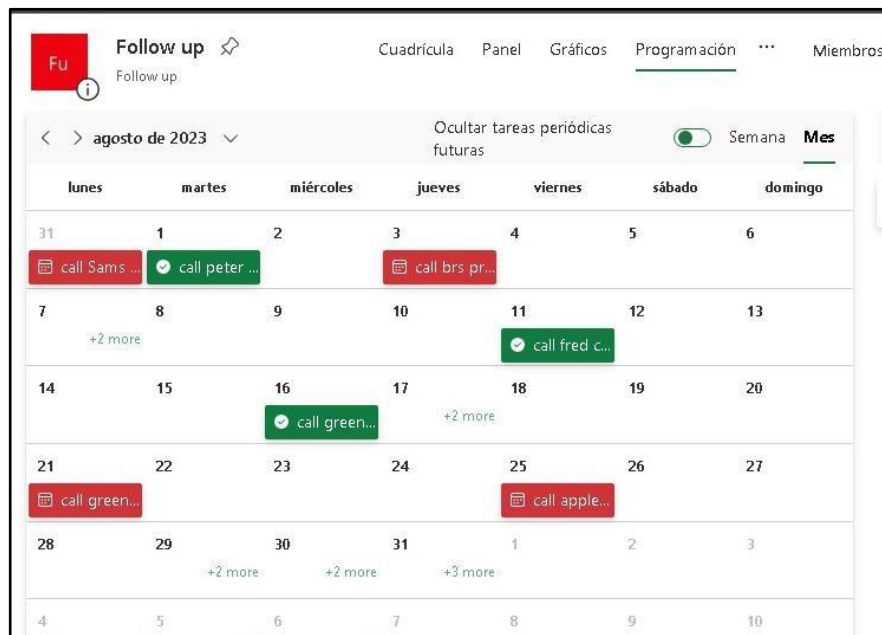 Fu
Follow up
Follow up
Cuadrícula Panel Gráficos Programación ... Miembros
agosto de 2023
Ocultar tareas periódicas
futuras
Semana Mes
lunes martes miércoles jueves viernes sábado domingo
31 1 2 3 4 5 6
call Sams ... call peter ... call brs pr...
7 8 9 10 11 12 13
+2 more call fred c...
14 15 16 17 18 19 20
call green... +2 more
21 22 23 24 25 26 27
call green... call apple...
28 29 30 31 1 2 3
+2 more +2 more +3 more
4 5 6 7 8 9 10